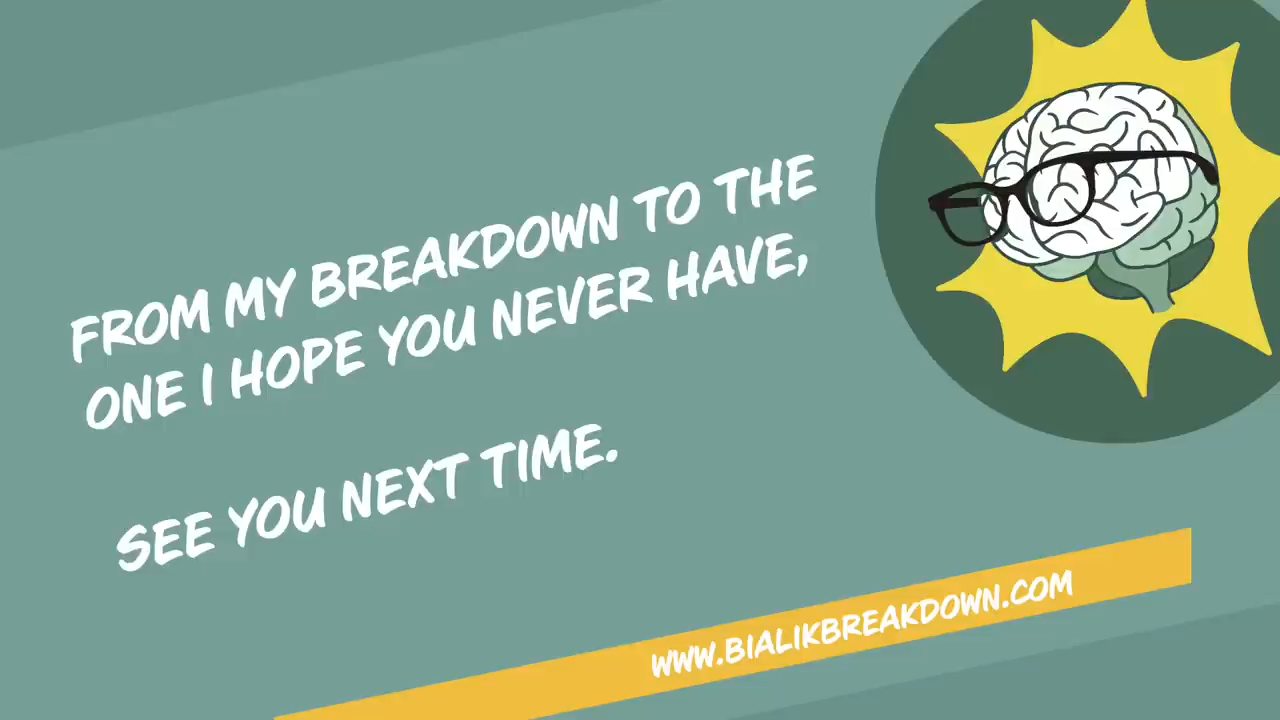 FROM MY BREAKDOWN TO THE
ONE I HOPE YOU NEVER HAVE,
SEE YOU NEXT TIME.
WWW.BIALIKBREAKDOWN.COM